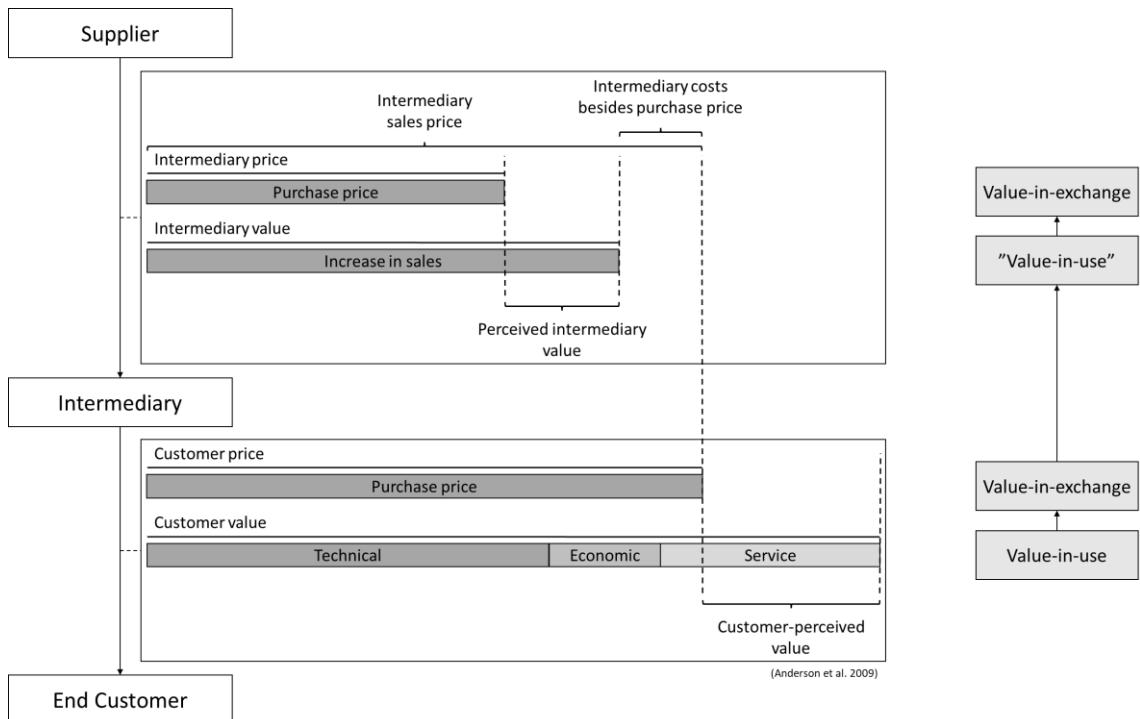 Supplier
Intermediary
sales price
Intermediary costs
besides purchase price
Intermediary price
Purchase price
Intermediary value
Increase in sales
Perceived intermediary
value
Value-in-exchange
”Value-in-use”
Intermediary
Customer price
Purchase price
Customer value
Technical
Economic
Service
Customer-perceived
value
(Anderson et al. 2009)
Value-in-exchange
Value-in-use
End Customer